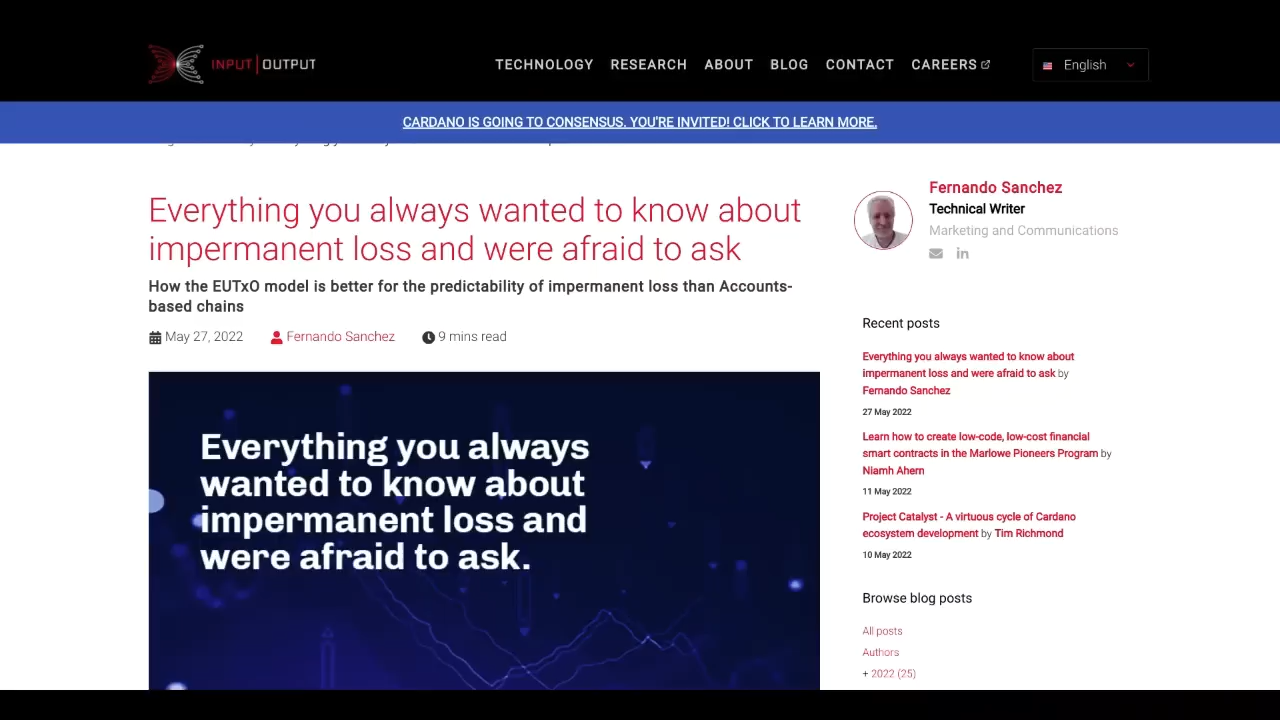 INPUT | OUTPUT
TECHNOLOGY RESEARCH ABOUT BLOG CONTACT CAREERS
English
CARDANO IS GOING TO CONSENSUS. YOU'RE INVITED! CLICK TO LEARN MORE.
Everything you always wanted to know about
impermanent loss and were afraid to ask
How the EUTxO model is better for the predictability of impermanent loss than Accounts-
based chains
May 27, 2022 Fernando Sanchez 9 mins read
Everything you always
wanted to know about
impermanent loss and
were afraid to ask.
Fernando Sanchez
Technical Writer
Marketing and Communications
Recent posts
Everything you always wanted to know about
impermanent loss and were afraid to ask by
Fernando Sanchez
27 May 2022
Learn how to create low-code, low-cost financial
smart contracts in the Marlowe Pioneers Program by
Niamh Ahern
11 May 2022
Project Catalyst - A virtuous cycle of Cardano
ecosystem development by Tim Richmond
10 May 2022
Browse blog posts
All posts
Authors
+ 2022 (25)